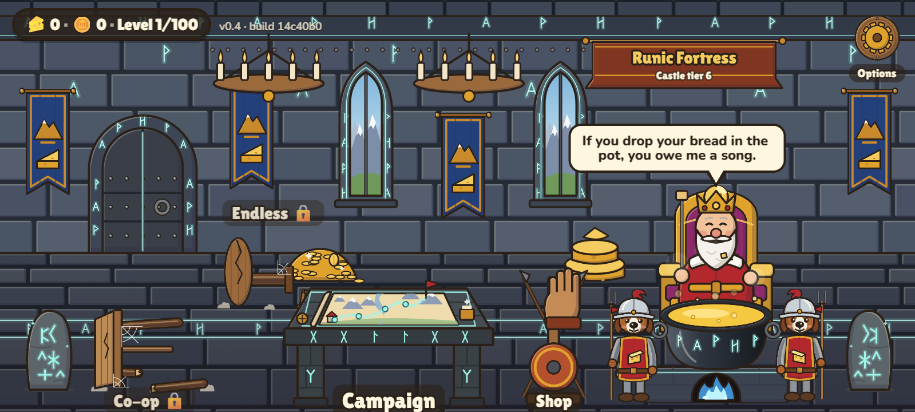 0 · 0 · Level 1/100
v0.4 · build 14c40b0
Runic Fortress
Castle tier 6
Options
If you drop your bread in the
pot, you owe me a song.
Endless
Co-op
Campaign
Shop